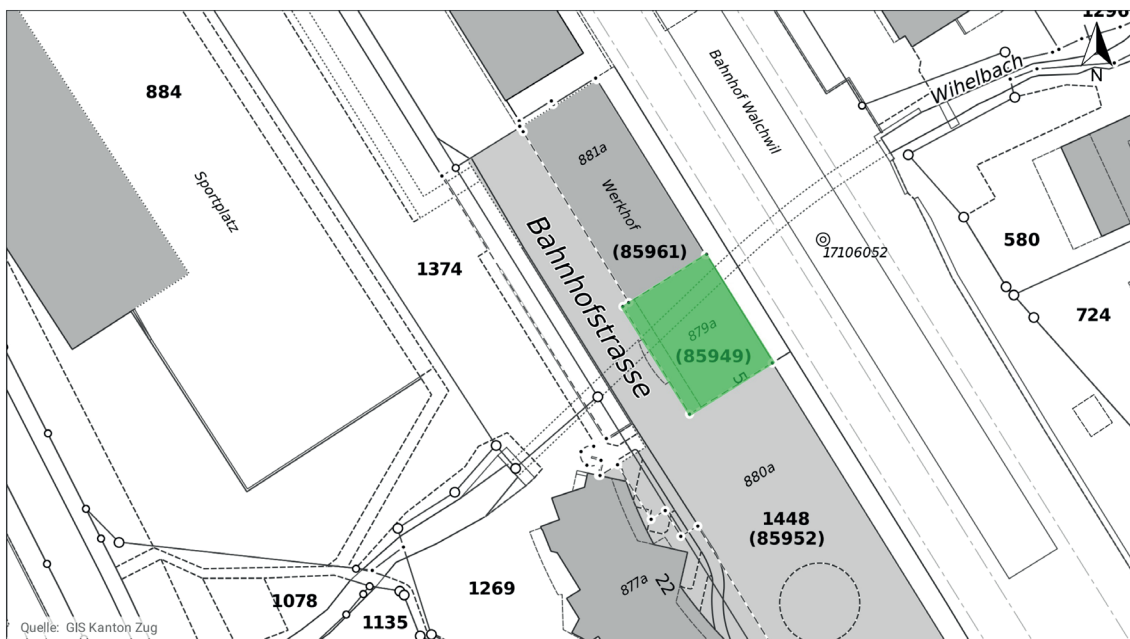 1296
884
Bahnhof Walchwil
Wihelbach
N
881a
Sportplatz
Werkhof
580
(85961)
17106052
1374
Bahnhofstrasse
724
879a
(85949)
5
880a
1448
(85952)
1269
877a
22
1078
1135
Quelle: GIS Kanton Zug